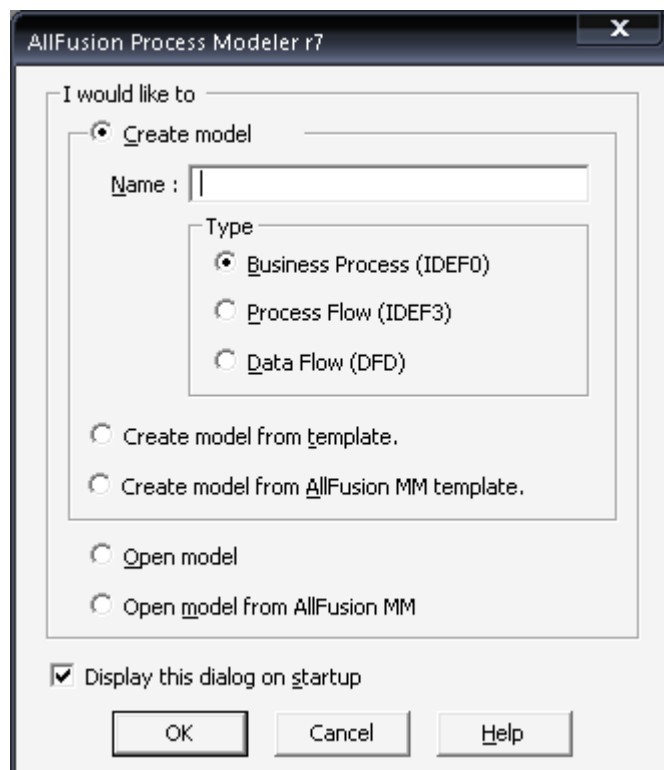 AllFusion Process Modeler r7
x
I would like to
Create model
Name :
Type
Business Process (IDEF0)
Process Flow (IDEF3)
Data Flow (DFD)
Create model from template.
Create model from AllFusion MM template.
Open model
Open model from AllFusion MM
Display this dialog on startup
OK Cancel Help